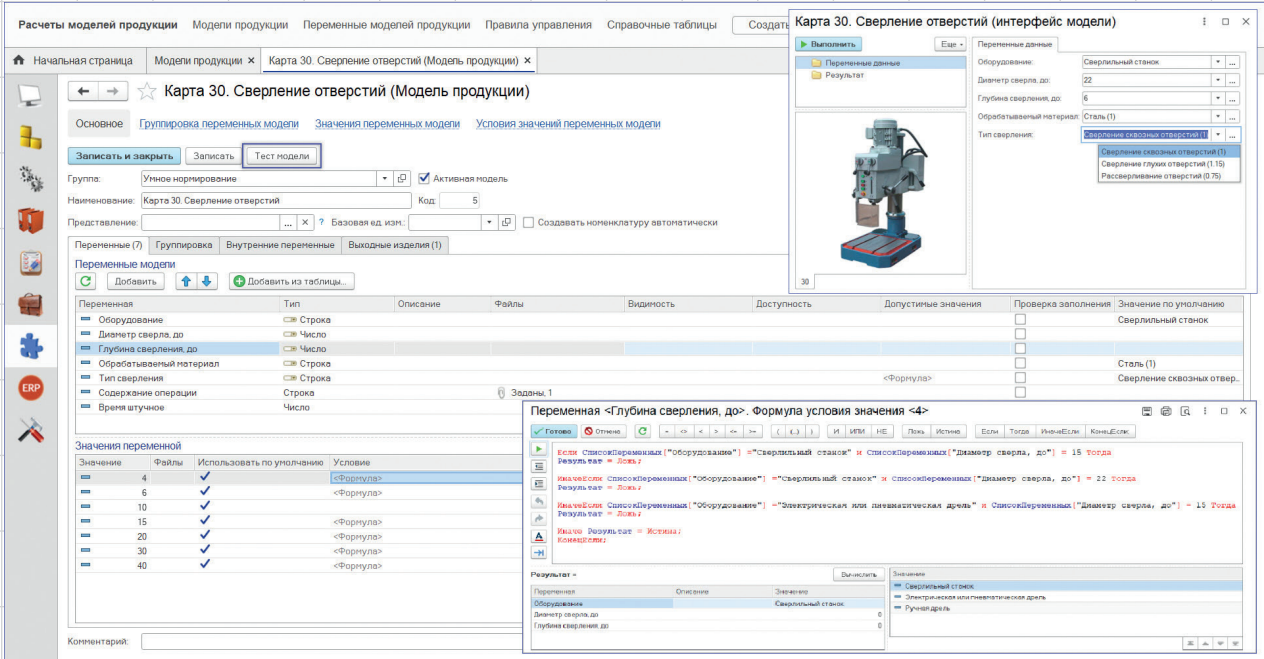 Расчеты моделей продукции Модели продукции Переменные моделей продукции Правила управления Справочные таблицы Создать
Начальная страница Модели продукции × Карта 30. Сверление отверстий (Модель продукции) ×
Карта 30. Сверление отверстий (Модель продукции)
Основное Группировка переменных модели Значения переменных модели Условия значений переменных модели
Записать и закрыть Записать Тест модели
Группа: Умное нормирование Активная модель
Наименование: Карта 30. Сверление отверстий Код: 5
Представление: ... × ? Базовая ед. изм.: Создавать номенклатуру автоматически
Переменные (7) Группировка Внутренние переменные Выходные изделия (1)
Переменные модели
Добавить Добавить из таблицы...
Переменная Тип Описание Файлы Видимость Доступность Допустимые значения Проверка заполнения Значение по умолчанию
Оборудование Строка Сверлильный станок
Диаметр сверла, до Число
Глубина сверления, до Число
Обрабатываемый материал Строка Сталь (1)
Тип сверления Строка <Формула> Сверление сквозных отвер...
Содержание операции Строка Заданы, 1
Время штучное Число
Значения переменной
Значение Файлы Использовать по умолчанию Условие
4 <Формула>
6 <Формула>
10
15 <Формула>
20 <Формула>
30 <Формула>
40 <Формула>
Комментарий:
ERP
Карта 30. Сверление отверстий (интерфейс модели)
Выполнить Еще
Переменные данные
Результат
30
Переменные данные
Оборудование: Сверлильный станок ...
Диаметр сверла, до: 22 ...
Глубина сверления, до: 6 ...
Обрабатываемый материал: Сталь (1) ...
Тип сверления: Сверление сквозных отверстий (1) ...
Сверление сквозных отверстий (1)
Сверление глухих отверстий (1.15)
Рассверливание отверстий (0.75)
Переменная <Глубина сверления, до>. Формула условия значения <4>
Готово Отмена = <> < > <= >= ( (...) ) И ИЛИ НЕ Ложь Истина Если Тогда ИначеЕсли КонецЕсли
Если СписокПеременных["Оборудование"] ="Сверлильный станок" и СписокПеременных["Диаметр сверла, до"] = 15 Тогда
Результат = Ложь;
ИначеЕсли СписокПеременных["Оборудование"] ="Сверлильный станок" и СписокПеременных["Диаметр сверла, до"] = 22 Тогда
Результат = Ложь;
ИначеЕсли СписокПеременных["Оборудование"] ="Электрическая или пневматическая дрель" и СписокПеременных["Диаметр сверла, до"] = 15 Тогда
Результат = Ложь;
Иначе Результат = Истина;
КонецЕсли;
Результат = Вычислить
Переменная Описание Значение
Оборудование Сверлильный станок
Диаметр сверла, до 0
Глубина сверления, до 0
Значение
Сверлильный станок
Электрическая или пневматическая дрель
Ручная дрель